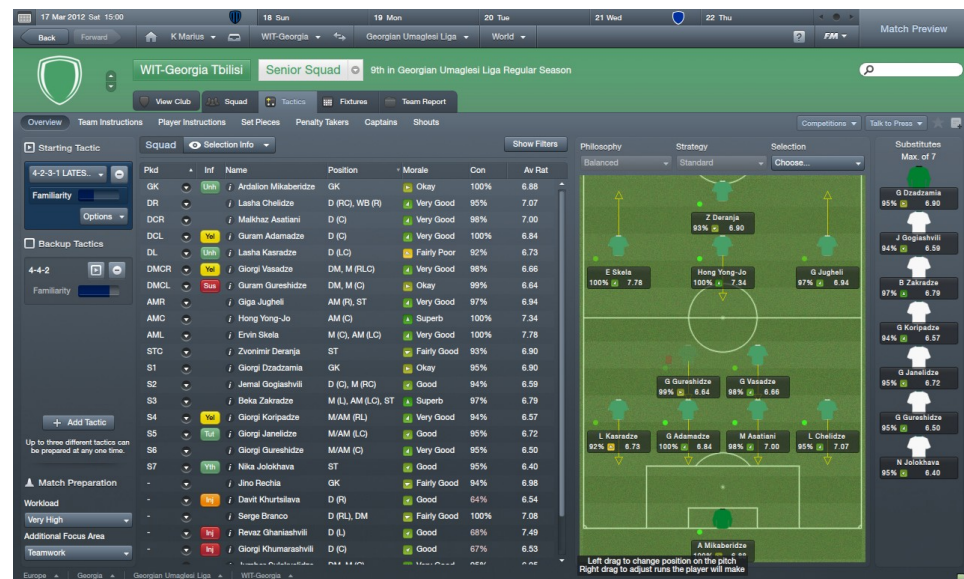 17 Mar 2012 Sat 15:00
18 Sun
19 Mon
20 Tue
21 Wed
22 Thu
Match Preview
Back
Forward
K Marius
WIT-Georgia
Georgian Umaglesi Liga
World
?
FM
WIT-Georgia Tbilisi
Senior Squad
9th in Georgian Umaglesi Liga Regular Season
View Club
Squad
Tactics
Fixtures
Team Report
Overview
Team Instructions
Player Instructions
Set Pieces
Penalty Takers
Captains
Shouts
Competitions
Talk to Press
Starting Tactic
4-2-3-1 LATES..
Familiarity
Options
Backup Tactics
4-4-2
Familiarity
+ Add Tactic
Up to three different tactics can
be prepared at any one time.
Match Preparation
Workload
Very High
Additional Focus Area
Teamwork
Squad
Selection Info
Show Filters
Pkd Inf Name Position Morale Con Av Rat
GK Unh i Ardalion Mikaberidze GK Okay 100% 6.88
DR i Lasha Chelidze D (RC), WB (R) Very Good 95% 7.07
DCR i Malkhaz Asatiani D (C) Very Good 98% 7.00
DCL Yel i Guram Adamadze D (C) Very Good 100% 6.84
DL Unh i Lasha Kasradze D (LC) Fairly Poor 92% 6.73
DMCR Yel i Giorgi Vasadze DM, M (RLC) Very Good 98% 6.66
DMCL Sus i Guram Gureshidze DM, M (C) Okay 99% 6.64
AMR i Giga Jugheli AM (R), ST Very Good 97% 6.94
AMC i Hong Yong-Jo AM (C) Superb 100% 7.34
AML i Ervin Skela M (C), AM (LC) Very Good 100% 7.78
STC i Zvonimir Deranja ST Fairly Good 93% 6.90
S1 i Giorgi Dzadzamia GK Okay 95% 6.90
S2 i Jemal Gogiashvili D (C), M (RC) Good 94% 6.59
S3 i Beka Zakradze M (L), AM (LC), ST Superb 97% 6.79
S4 Yel i Giorgi Koripadze M/AM (RL) Very Good 94% 6.57
S5 Tut i Giorgi Janelidze M/AM (LC) Good 95% 6.72
S6 i Giorgi Gureshidze M/AM (C) Very Good 95% 6.50
S7 Yth i Nika Jolokhava ST Good 95% 6.40
- i Jino Rechia GK Fairly Good 94% 6.98
- Inj i Davit Khurtsilava D (R) Good 64% 6.54
- i Serge Branco D (RL), DM Fairly Good 100% 7.08
- Inj i Revaz Ghaniashvili D (L) Good 68% 7.49
- Inj i Giorgi Khumarashvili D (C) Good 67% 6.53
Philosophy
Strategy
Selection
Balanced
Standard
Choose...
Z Deranja
93% 6.90
E Skela
100% 7.78
Hong Yong-Jo
100% 7.34
G Jugheli
97% 6.94
G Gureshidze
99% 6.64
G Vasadze
98% 6.66
L Kasradze
92% 6.73
G Adamadze
100% 6.84
M Asatiani
98% 7.00
L Chelidze
95% 7.07
A Mikaberidze
Left drag to change position on the pitch
Right drag to adjust runs the player will make
Substitutes
Max. of 7
G Dzadzamia
95% 6.90
J Gogiashvili
94% 6.59
B Zakradze
97% 6.79
G Koripadze
94% 6.57
G Janelidze
95% 6.72
G Gureshidze
95% 6.50
N Jolokhava
95% 6.40
Europe
Georgia
Georgian Umaglesi Liga
WIT-Georgia